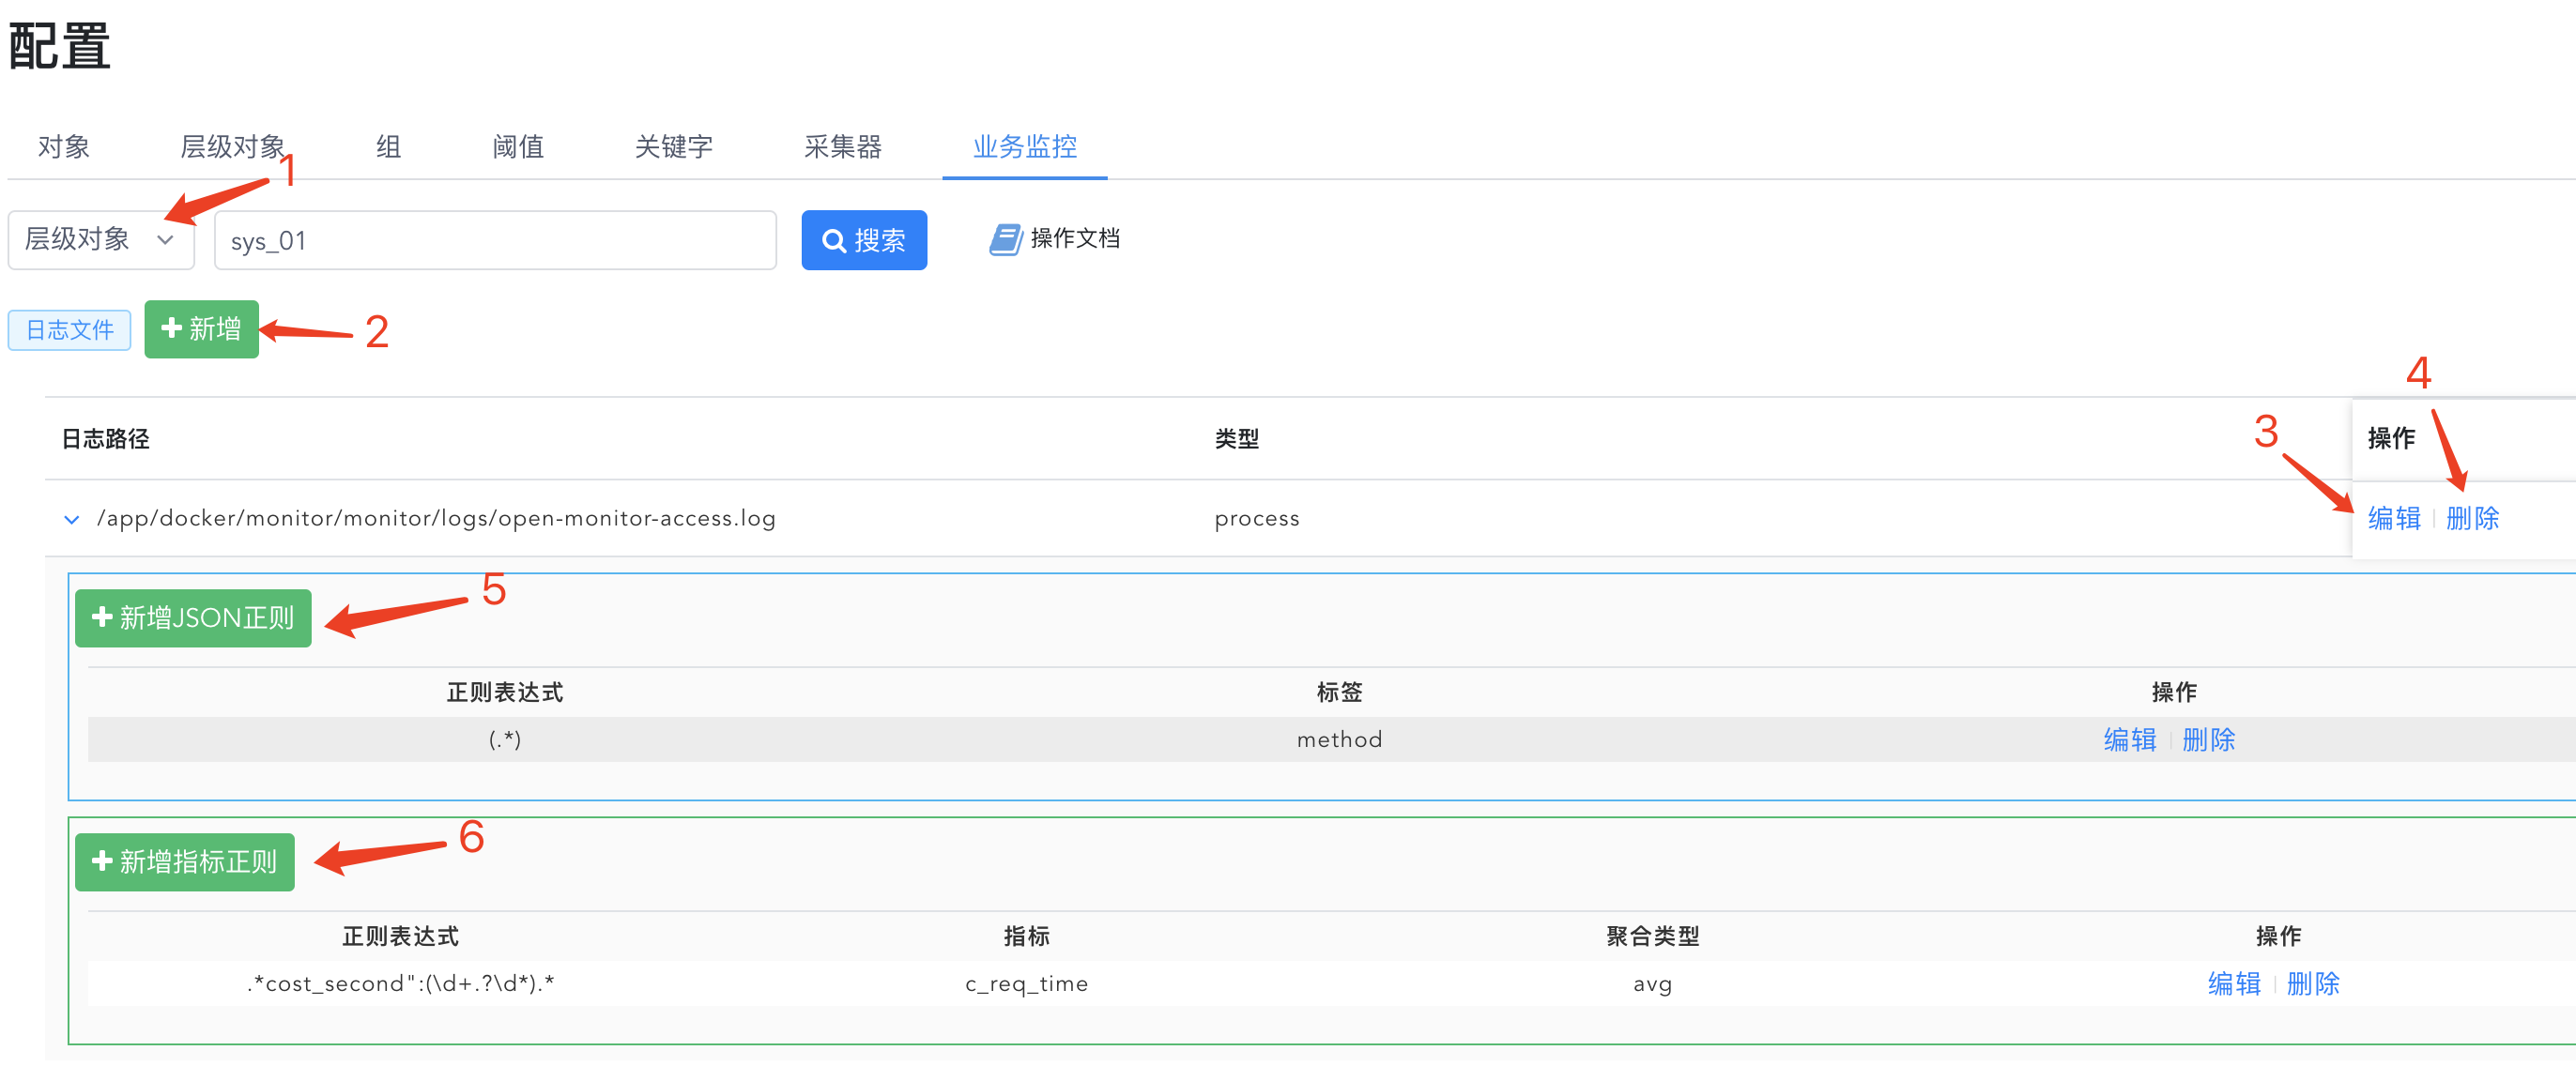 配置
对象 层级对象 组 阈值 关键字 采集器 业务监控
1
层级对象 sys_01 搜索 操作文档
日志文件 新增 2
4
3
日志路径 类型 操作
/app/docker/monitor/monitor/logs/open-monitor-access.log process 编辑 删除
5
新增JSON正则
正则表达式 标签 操作
(.*) method 编辑 删除
6
新增指标正则
正则表达式 指标 聚合类型 操作
.*cost_second":(\d+.?\d*).* c_req_time avg 编辑 删除